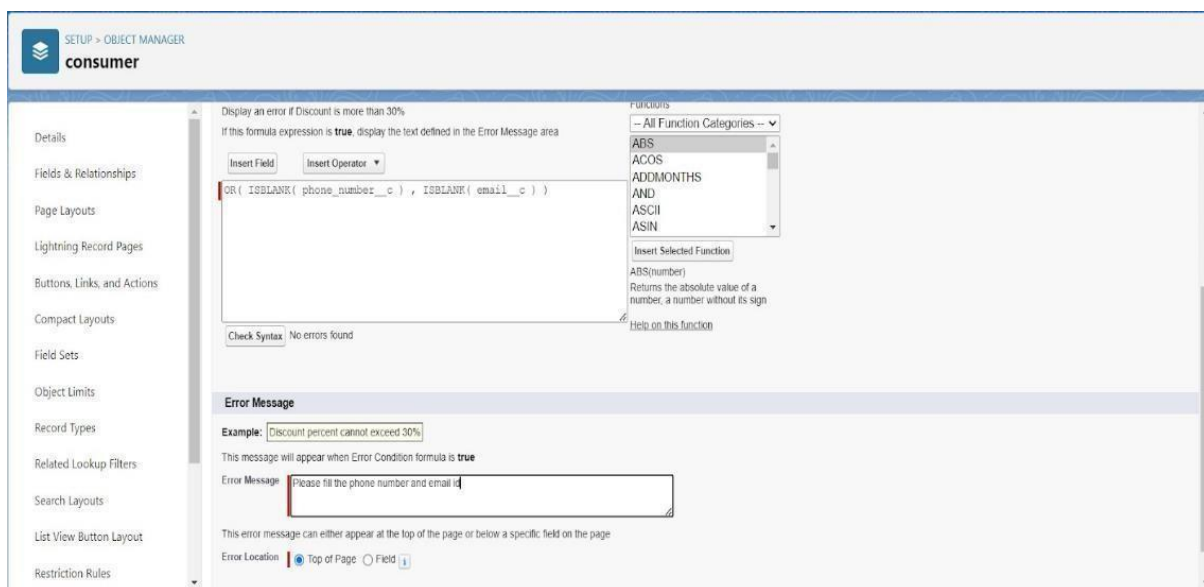 SETUP > OBJECT MANAGER
consumer
Details
Fields & Relationships
Page Layouts
Lightning Record Pages
Buttons, Links, and Actions
Compact Layouts
Field Sets
Object Limits
Record Types
Related Lookup Filters
Search Layouts
List View Button Layout
Restriction Rules
Display an error if Discount is more than 30%
If this formula expression is true, display the text defined in the Error Message area
Insert Field Insert Operator
OR( ISBLANK( phone_number__c ) , ISBLANK( email__c ) )
Check Syntax No errors found
Functions
-- All Function Categories --
ABS
ACOS
ADDMONTHS
AND
ASCII
ASIN
Insert Selected Function
ABS(number)
Returns the absolute value of a
number, a number without its sign
Help on this function
Error Message
Example: Discount percent cannot exceed 30%
This message will appear when Error Condition formula is true
Error Message Please fill the phone number and email id
This error message can either appear at the top of the page or below a specific field on the page
Error Location Top of Page Field i